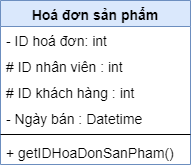 Hoá đơn sản phẩm
- ID hoá đơn: int
# ID nhân viên : int
# ID khách hàng : int
- Ngày bán : Datetime
+ getIDHoaDonSanPham()